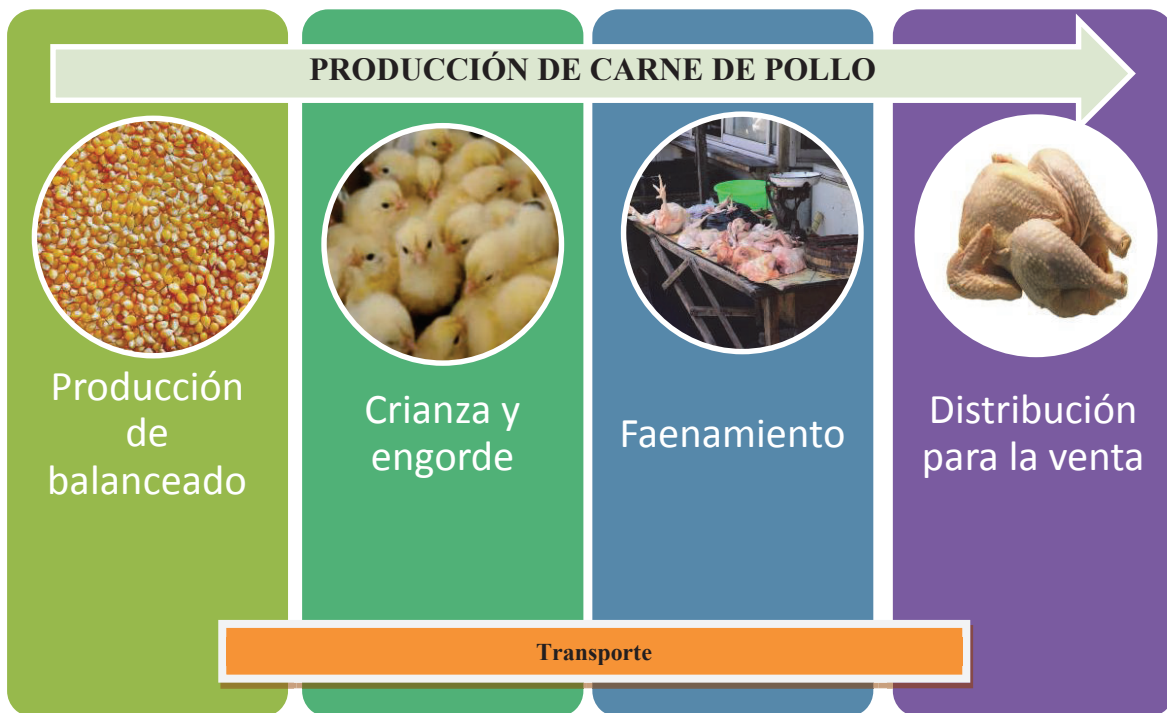 PRODUCCIÓN DE CARNE DE POLLO
Producción
de
balanceado
Crianza y
engorde
Faenamiento
Distribución
para la venta
Transporte